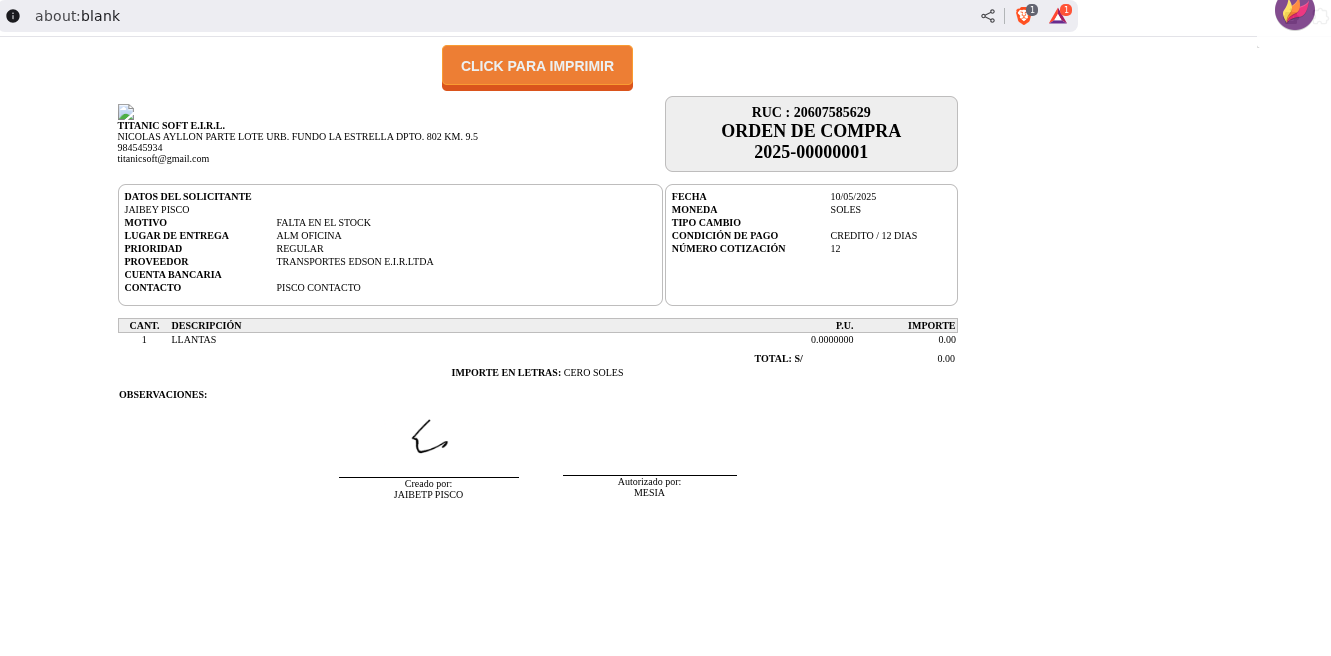 about:blank
1
1
CLICK PARA IMPRIMIR
TITANIC SOFT E.I.R.L.
NICOLAS AYLLON PARTE LOTE URB. FUNDO LA ESTRELLA DPTO. 802 KM. 9.5
984545934
titanicsoft@gmail.com
RUC : 20607585629
ORDEN DE COMPRA
2025-00000001
DATOS DEL SOLICITANTE
JAIBEY PISCO
MOTIVO FALTA EN EL STOCK
LUGAR DE ENTREGA ALM OFICINA
PRIORIDAD REGULAR
PROVEEDOR TRANSPORTES EDSON E.I.R.LTDA
CUENTA BANCARIA
CONTACTO PISCO CONTACTO
FECHA 10/05/2025
MONEDA SOLES
TIPO CAMBIO
CONDICIÓN DE PAGO CREDITO / 12 DIAS
NÚMERO COTIZACIÓN 12
CANT. DESCRIPCIÓN P.U. IMPORTE
1 LLANTAS 0.0000000 0.00
TOTAL: S/ 0.00
IMPORTE EN LETRAS: CERO SOLES
OBSERVACIONES:
Creado por:
JAIBETP PISCO
Autorizado por:
MESIA